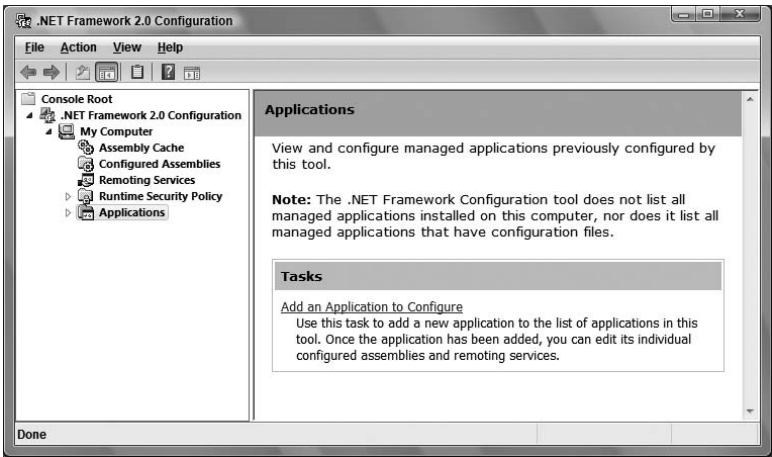 .NET Framework 2.0 Configuration
File Action View Help
Console Root
.NET Framework 2.0 Configuration
My Computer
Assembly Cache
Configured Assemblies
Remoting Services
Runtime Security Policy
Applications
Applications
View and configure managed applications previously configured by
this tool.
Note: The .NET Framework Configuration tool does not list all
managed applications installed on this computer, nor does it list all
managed applications that have configuration files.
Tasks
Add an Application to Configure
Use this task to add a new application to the list of applications in this
tool. Once the application has been added, you can edit its individual
configured assemblies and remoting services.
Done